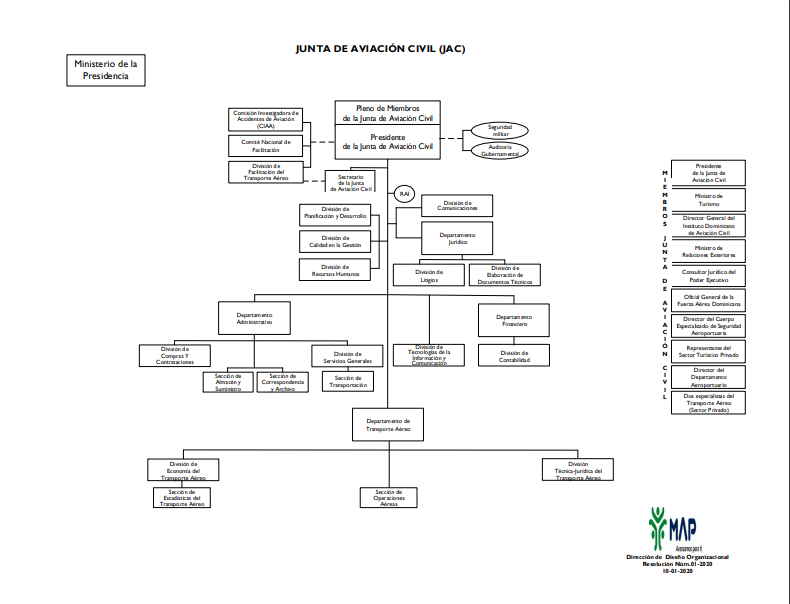 JUNTA DE AVIACIÓN CIVIL (JAC)
Ministerio de la
Presidencia
Pleno de Miembros
de la Junta de Aviación Civil
Presidente
de la Junta de Aviación Civil
Comisión Investigadora de
Accidentes de Aviación
(CIAA)
Comité Nacional de
Facilitación
División de
Facilitación del
Transporte Aéreo
Seguridad
militar
Auditoría
Gubernamental
Secretario
de la Junta
de Aviación Civil
RAI
División de
Planificación y Desarrollo
División de
Calidad en la Gestión
División de
Recursos Humanos
División de
Comunicaciones
Departamento
Jurídico
División de
Litigios
División de
Elaboración de
Documentos Técnicos
Departamento
Administrativo
Departamento
Financiero
División de
Compras Y
Contrataciones
División de
Servicios Generales
División de
Tecnologías de la
Información y
Comunicación
División de
Contabilidad
Sección de
Almacén y
Suministro
Sección de
Correspondencia
y Archivo
Sección de
Transportación
Departamento de
Transporte Aéreo
División de
Economía del
Transporte Aéreo
División
Técnica-Jurídica del
Transporte Aéreo
Sección de
Estadísticas del
Transporte Aéreo
Sección de
Operaciones
Aéreas
MIEMBROS JUNTA DE AVIACIÓN CIVIL
Presidente
de la Junta de
Aviación Civil
Ministro de
Turismo
Director General del
Instituto Dominicano
de Aviación Civil
Ministro de
Relaciones Exteriores
Consultor Jurídico del
Poder Ejecutivo
Oficial General de la
Fuerza Aérea Dominicana
Director del Cuerpo
Especializado de Seguridad
Aeroportuaria
Representante del
Sector Turístico Privado
Director del
Departamento
Aeroportuario
Dos especialistas del
Transporte Aéreo
(Sector Privado)
MAP
Avanzamos para ti
Dirección de Diseño Organizacional
Resolución Núm.01-2020
10-01-2020